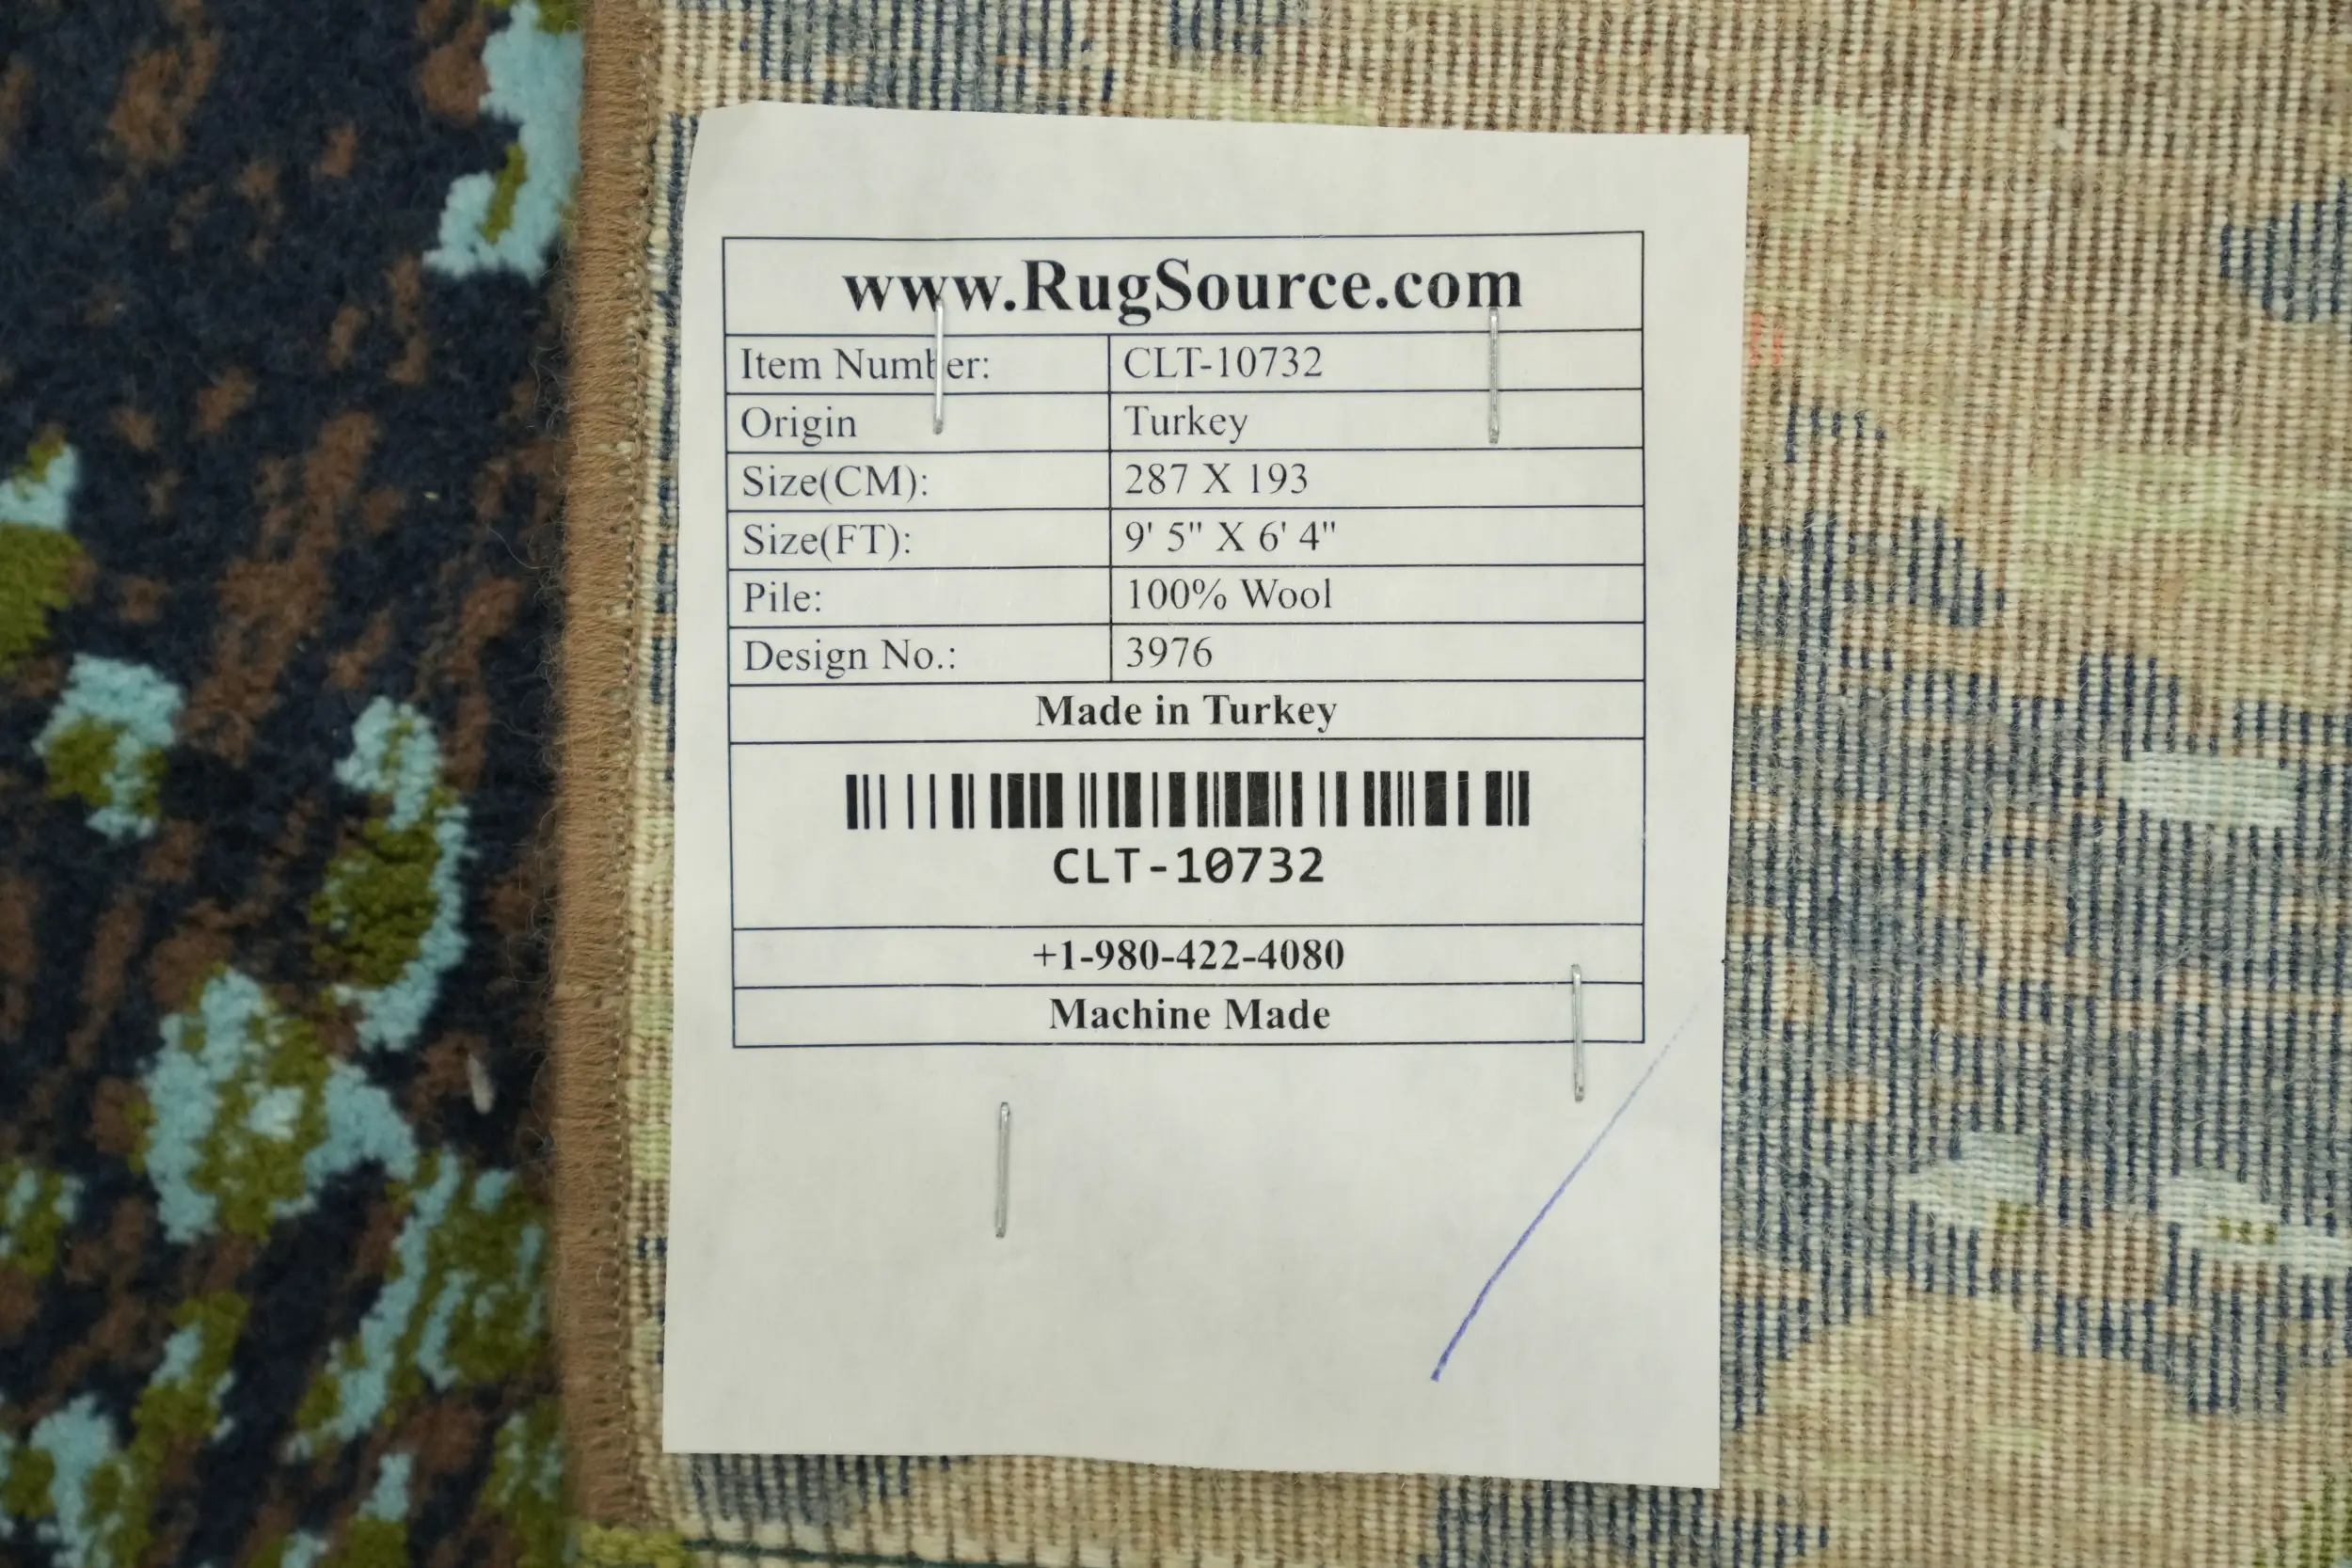 www.RugSource.com
Item Number: CLT-10732
Origin Turkey
Size(CM): 287 X 193
Size(FT): 9' 5" X 6' 4"
Pile: 100% Wool
Design No.: 3976
Made in Turkey
CLT-10732
+1-980-422-4080
Machine Made